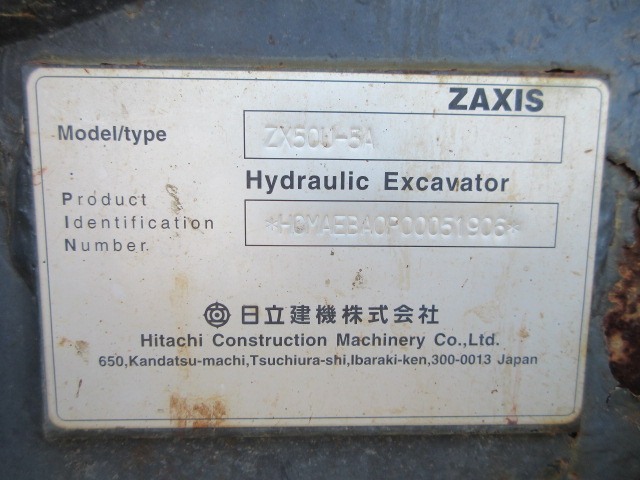 ZAXIS
Model/type ZX50U-5A
Hydraulic Excavator
Product
Identification
Number
*HCMAEBA0P00051906*
日立建機株式会社
Hitachi Construction Machinery Co.,Ltd.
650,Kandatsu-machi,Tsuchiura-shi,Ibaraki-ken,300-0013 Japan